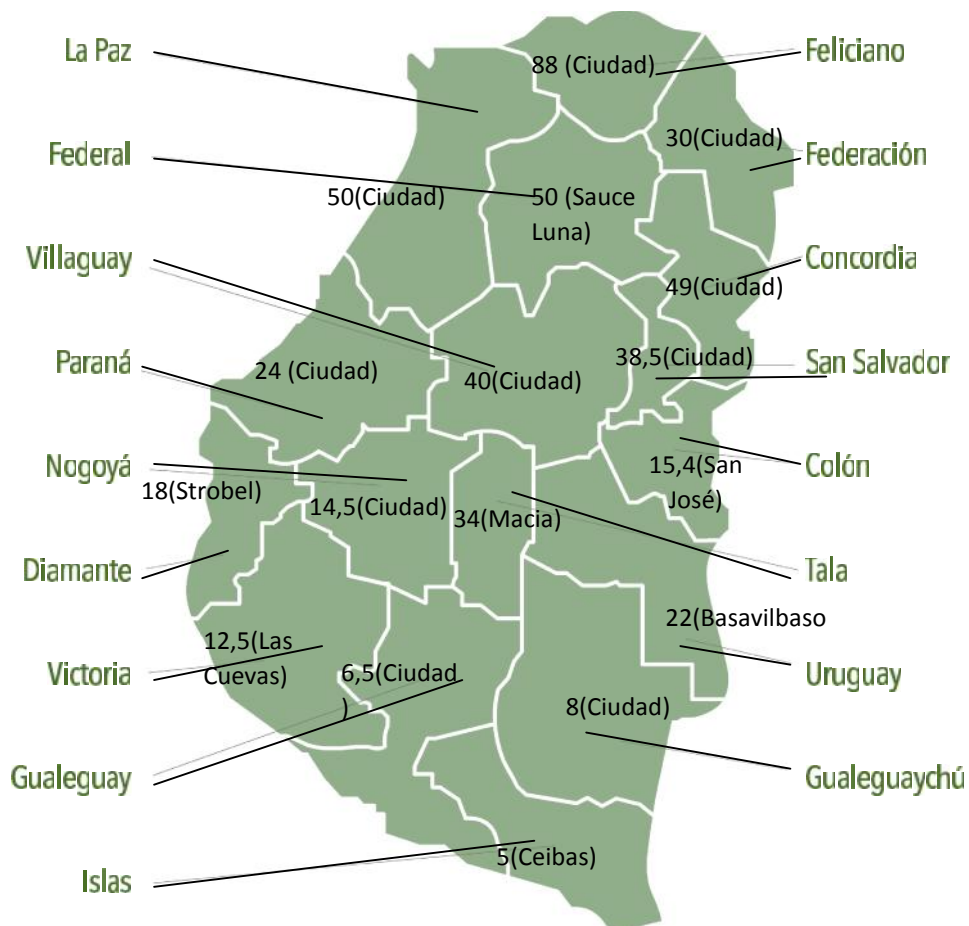 La Paz
88 (Ciudad)
Feliciano
Federal
30(Ciudad)
Federación
50(Ciudad)
50 (Sauce
Luna)
Villaguay
Concordia
49(Ciudad)
Paraná
24 (Ciudad)
40(Ciudad)
38,5(Ciudad)
San Salvador
Nogoyá
18(Strobel)
14,5(Ciudad)
34(Macia)
15,4(San
José)
Colón
Diamante
Tala
Victoria
12,5(Las
Cuevas)
6,5(Ciudad
)
22(Basavilbaso
Uruguay
8(Ciudad)
Gualeguay
Gualeguaychú
5(Ceibas)
Islas